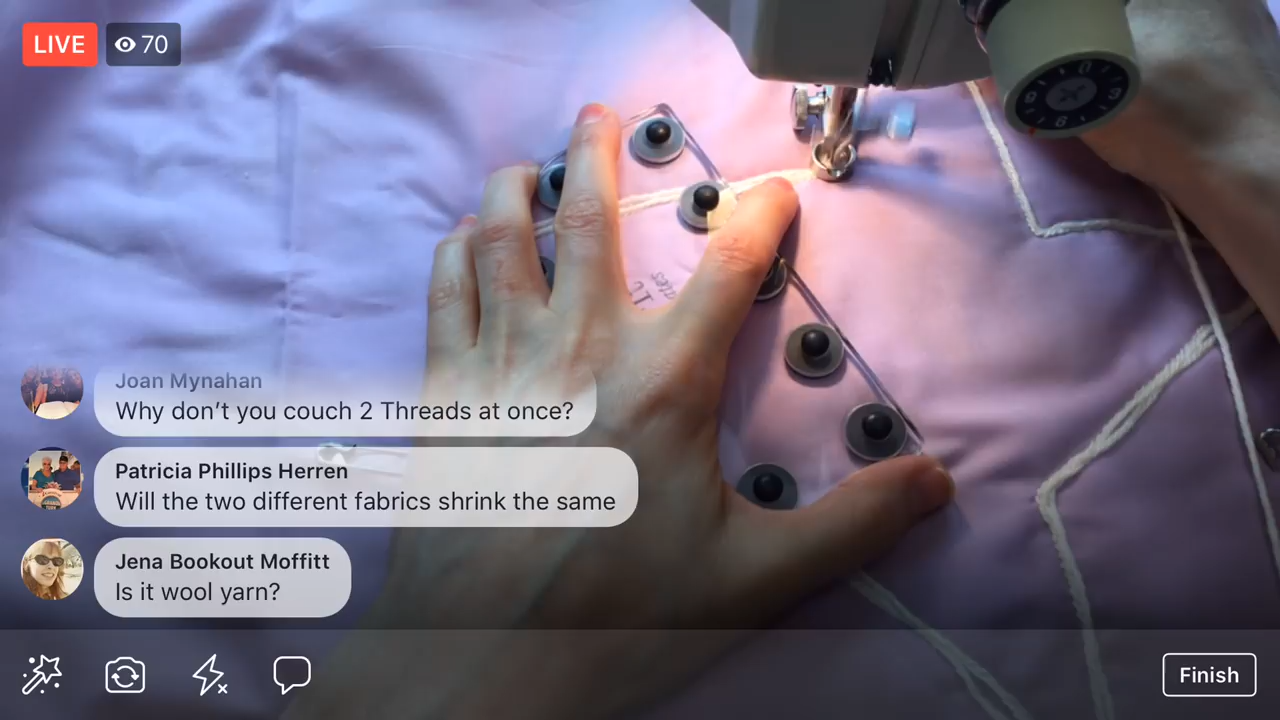 LIVE 70
Joan Mynahan
Why don’t you couch 2 Threads at once?
Patricia Phillips Herren
Will the two different fabrics shrink the same
Jena Bookout Moffitt
Is it wool yarn?
Finish